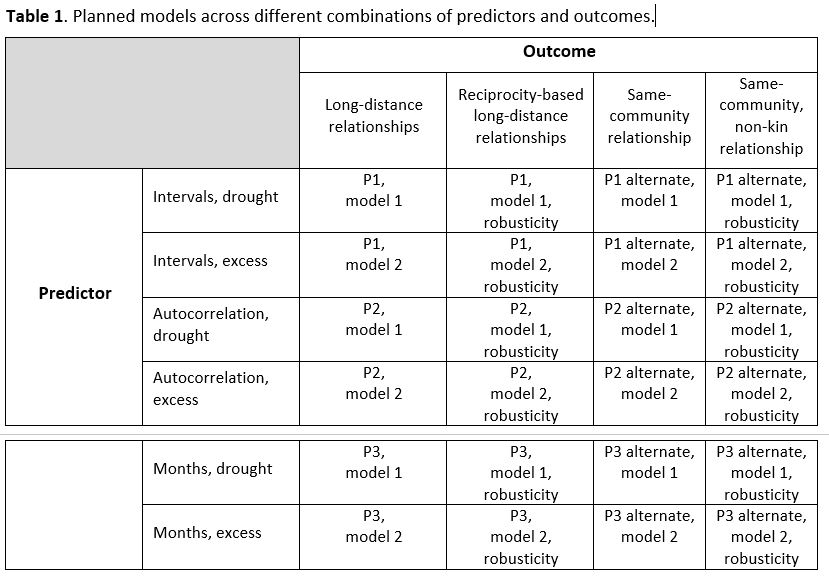 Table 1. Planned models across different combinations of predictors and outcomes.
Outcome
Long-distance
relationships
Reciprocity-based
long-distance
relationships
Same-
community
relationship
Same-
community,
non-kin
relationship
Predictor
Intervals, drought
P1,
model 1
P1,
model 1,
robusticity
P1 alternate,
model 1
P1 alternate,
model 1,
robusticity
Intervals, excess
P1,
model 2
P1,
model 2,
robusticity
P1 alternate,
model 2
P1 alternate,
model 2,
robusticity
Autocorrelation,
drought
P2,
model 1
P2,
model 1,
robusticity
P2 alternate,
model 1
P2 alternate,
model 1,
robusticity
Autocorrelation,
excess
P2,
model 2
P2,
model 2,
robusticity
P2 alternate,
model 2
P2 alternate,
model 2,
robusticity
Months, drought
P3,
model 1
P3,
model 1,
robusticity
P3 alternate,
model 1
P3 alternate,
model 1,
robusticity
Months, excess
P3,
model 2
P3,
model 2,
robusticity
P3 alternate,
model 2
P3 alternate,
model 2,
robusticity